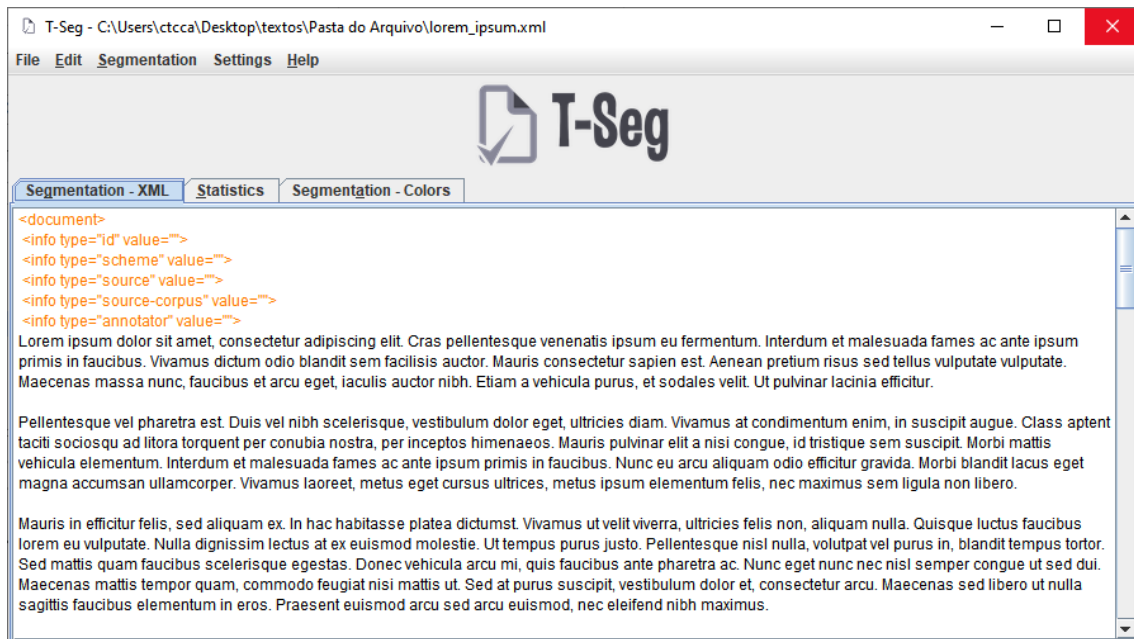 T-Seg - C:\Users\ctcca\Desktop\textos\Pasta do Arquivo\lorem_ipsum.xml
File Edit Segmentation Settings Help
T-Seg
Segmentation - XML Statistics Segmentation - Colors
<document>
<info type="id" value="">
<info type="scheme" value="">
<info type="source" value="">
<info type="source-corpus" value="">
<info type="annotator" value="">
Lorem ipsum dolor sit amet, consectetur adipiscing elit. Cras pellentesque venenatis ipsum eu fermentum. Interdum et malesuada fames ac ante ipsum
primis in faucibus. Vivamus dictum odio blandit sem facilisis auctor. Mauris consectetur sapien est. Aenean pretium risus sed tellus vulputate vulputate.
Maecenas massa nunc, faucibus et arcu eget, iaculis auctor nibh. Etiam a vehicula purus, et sodales velit. Ut pulvinar lacinia efficitur.
Pellentesque vel pharetra est. Duis vel nibh scelerisque, vestibulum dolor eget, ultricies diam. Vivamus at condimentum enim, in suscipit augue. Class aptent
taciti sociosqu ad litora torquent per conubia nostra, per inceptos himenaeos. Mauris pulvinar elit a nisi congue, id tristique sem suscipit. Morbi mattis
vehicula elementum. Interdum et malesuada fames ac ante ipsum primis in faucibus. Nunc eu arcu aliquam odio efficitur gravida. Morbi blandit lacus eget
magna accumsan ullamcorper. Vivamus laoreet, metus eget cursus ultrices, metus ipsum elementum felis, nec maximus sem ligula non libero.
Mauris in efficitur felis, sed aliquam ex. In hac habitasse platea dictumst. Vivamus ut velit viverra, ultricies felis non, aliquam nulla. Quisque luctus faucibus
lorem eu vulputate. Nulla dignissim lectus at ex euismod molestie. Ut tempus purus justo. Pellentesque nisl nulla, volutpat vel purus in, blandit tempus tortor.
Sed mattis quam faucibus scelerisque egestas. Donec vehicula arcu mi, quis faucibus ante pharetra ac. Nunc eget nunc nec nisl semper congue ut sed dui.
Maecenas mattis tempor quam, commodo feugiat nisi mattis ut. Sed at purus suscipit, vestibulum dolor et, consectetur arcu. Maecenas sed libero ut nulla
sagittis faucibus elementum in eros. Praesent euismod arcu sed arcu euismod, nec eleifend nibh maximus.